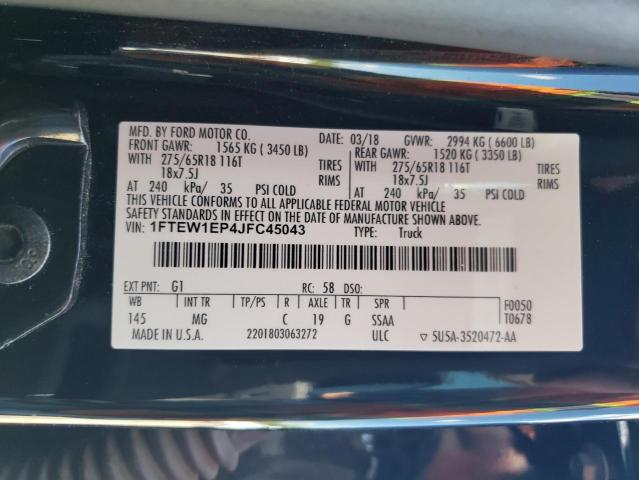 MFD. BY FORD MOTOR CO.
DATE: 03/18 GVWR: 2994 KG ( 6600 LB)
FRONT GAWR: 1565 KG ( 3450 LB) REAR GAWR: 1520 KG ( 3350 LB)
WITH 275/65R18 116T TIRES WITH 275/65R18 116T TIRES
18x7.5J RIMS 18x7.5J RIMS
AT 240 kPa/ 35 PSI COLD AT 240 kPa/ 35 PSI COLD
THIS VEHICLE CONFORMS TO ALL APPLICABLE FEDERAL MOTOR VEHICLE
SAFETY STANDARDS IN EFFECT ON THE DATE OF MANUFACTURE SHOWN ABOVE.
VIN: 1FTEW1EP4JFC45043 TYPE: Truck
EXT PNT: G1 RC: 58 DSO:
WB INT TR TP/PS R AXLE TR SPR F0050
145 MG C 19 G SSAA T0678
MADE IN U.S.A. 2201803063272 ULC ▽ 5U5A-3520472-AA